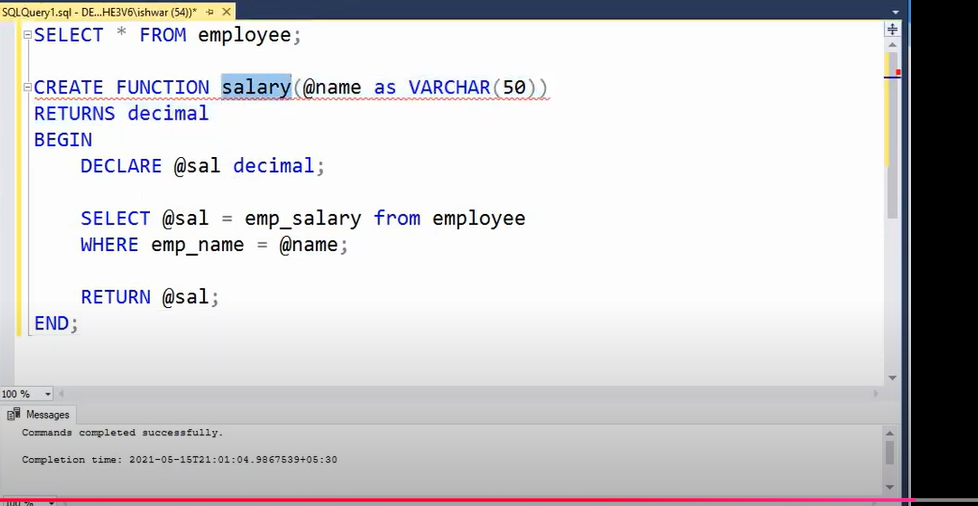 SQLQuery1.sql - DE...HE3V6\ishwar (54))*
SELECT * FROM employee;
CREATE FUNCTION salary(@name as VARCHAR(50))
RETURNS decimal
BEGIN
DECLARE @sal decimal;
SELECT @sal = emp_salary from employee
WHERE emp_name = @name;
RETURN @sal;
END;
100 %
Messages
Commands completed successfully.
Completion time: 2021-05-15T21:01:04.9867539+05:30
100 %